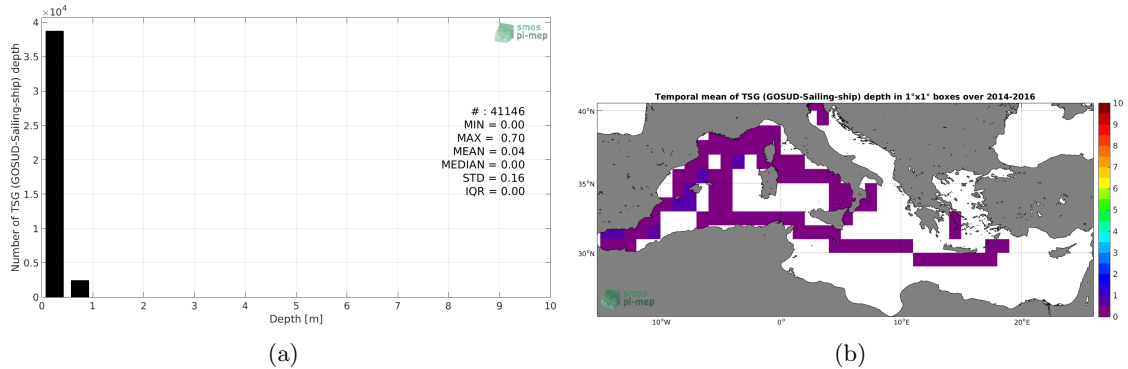 ×10⁴
4
3.5
3
2.5
2
1.5
1
0.5
0
Number of TSG (GOSUD-Sailing-ship) depth
smos
pi-mep
# : 41146
MIN = 0.00
MAX = 0.70
MEAN = 0.04
MEDIAN = 0.00
STD = 0.16
IQR = 0.00
0 1 2 3 4 5 6 7 8 9 10
Depth [m]
(a)
Temporal mean of TSG (GOSUD-Sailing-ship) depth in 1°x1° boxes over 2014-2016
40°N
35°N
30°N
10°W 0° 10°E 20°E
smos
pi-mep
10
9
8
7
6
5
4
3
2
1
0
(b)